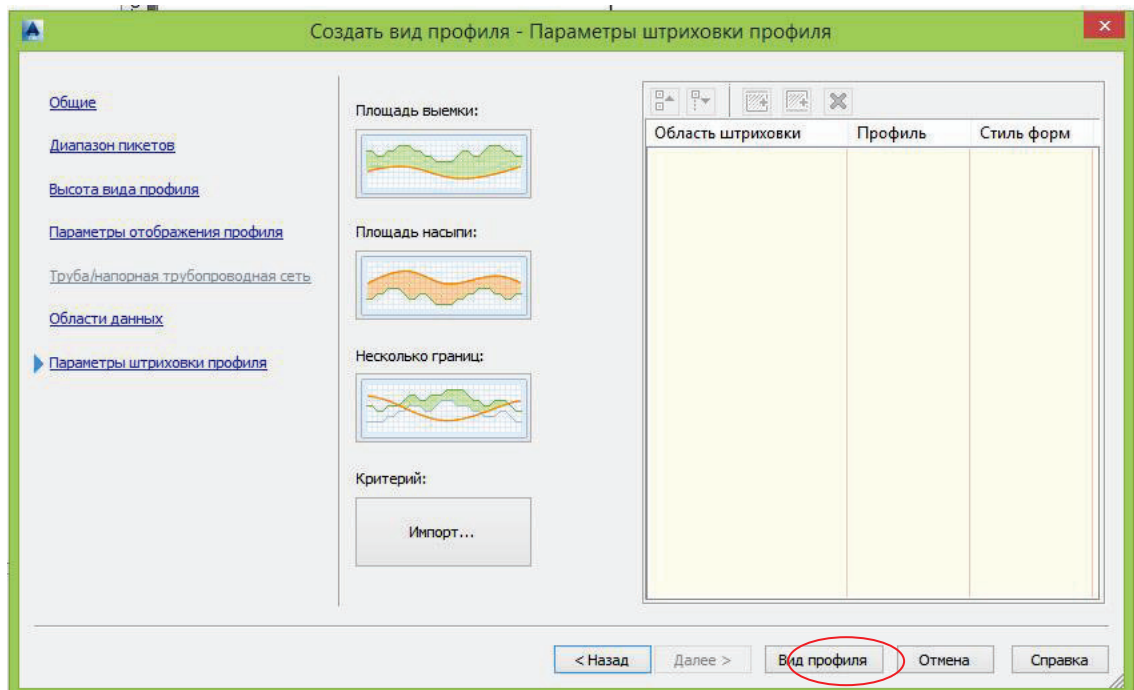 Создать вид профиля - Параметры штриховки профиля
Общие
Диапазон пикетов
Высота вида профиля
Параметры отображения профиля
Труба/напорная трубопроводная сеть
Области данных
Параметры штриховки профиля
Площадь выемки:
Площадь насыпи:
Несколько границ:
Критерий:
Импорт...
Область штриховки Профиль Стиль форм
< Назад Далее > Вид профиля Отмена Справка